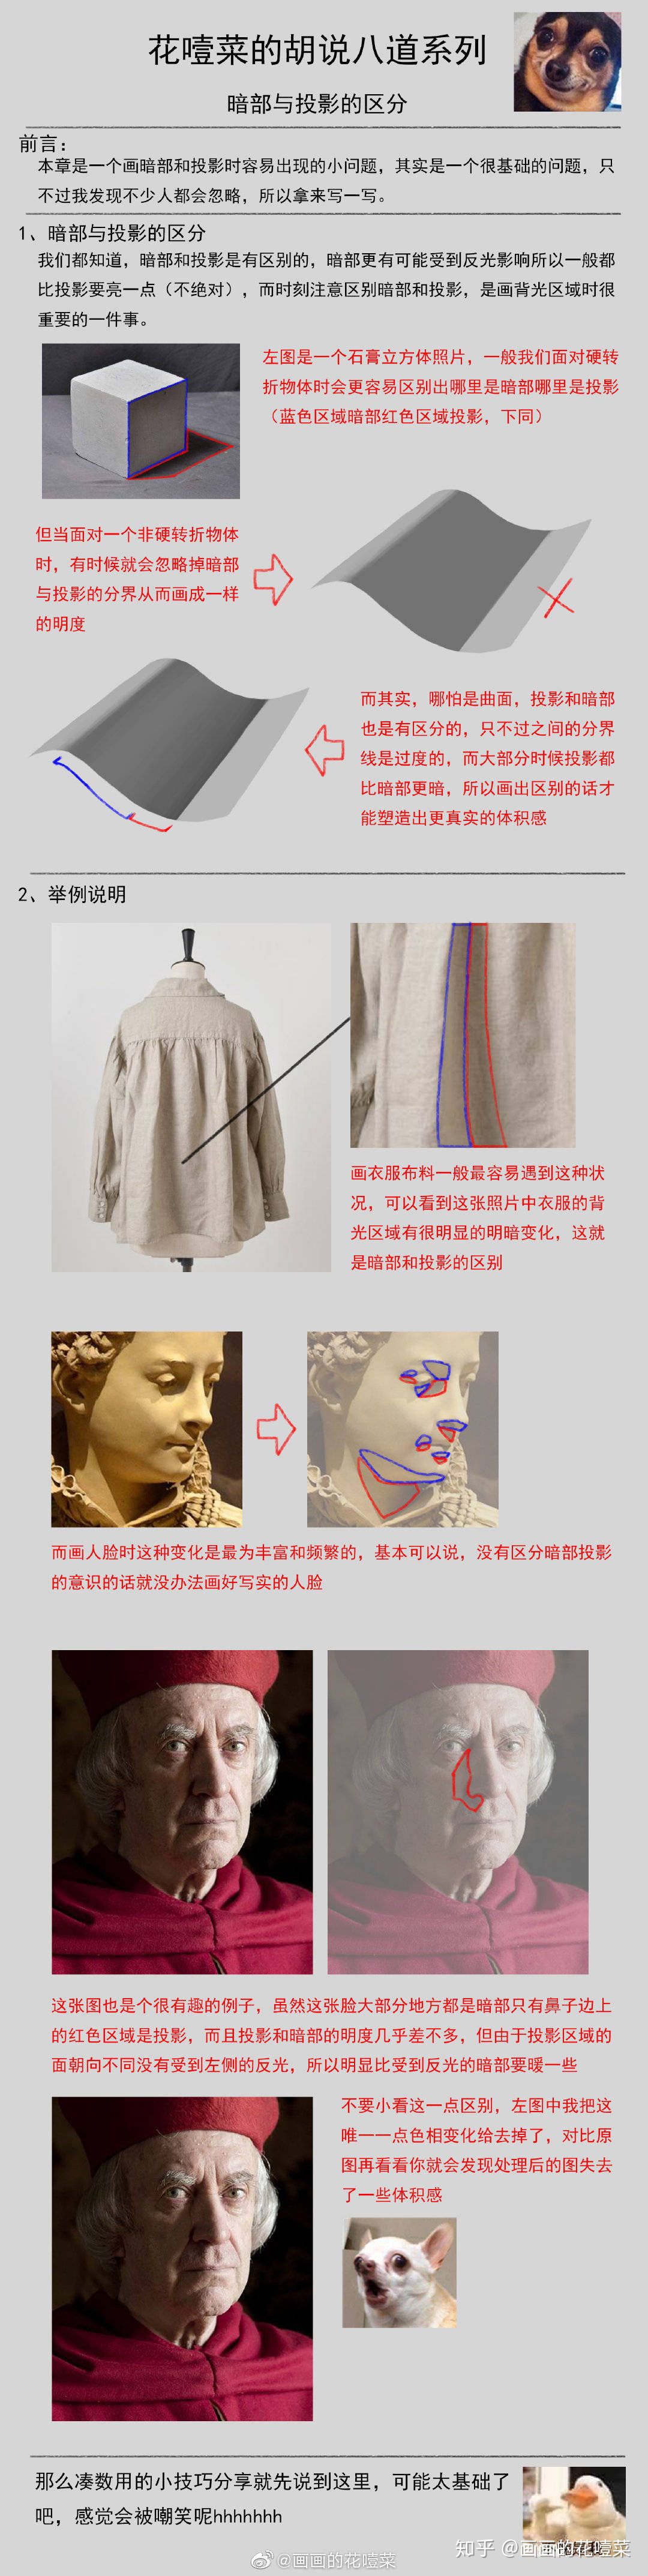 花噎菜的胡说八道系列
暗部与投影的区分
前言：
本章是一个画暗部和投影时容易出现的小问题，其实是一个很基础的问题，只
不过我发现不少人都会忽略，所以拿来写一写。
1、暗部与投影的区分
我们都知道，暗部和投影是有区别的，暗部更有可能受到反光影响所以一般都
比投影要亮一点（不绝对），而时刻注意区别暗部和投影，是画背光区域时很
重要的一件事。
左图是一个石膏立方体照片，一般我们面对硬转
折物体时会更容易区别出哪里是暗部哪里是投影
（蓝色区域暗部红色区域投影，下同）
但当面对一个非硬转折物体
时，有时候就会忽略掉暗部
与投影的分界从而画成一样
的明度
而其实，哪怕是曲面，投影和暗部
也是有区分的，只不过之间的分界
线是过度的，而大部分时候投影都
比暗部更暗，所以画出区别的话才
能塑造出更真实的体积感
2、举例说明
画衣服布料一般最容易遇到这种状
况，可以看到这张照片中衣服的背
光区域有很明显的明暗变化，这就
是暗部和投影的区别
而画人脸时这种变化是最为丰富和频繁的，基本可以说，没有区分暗部投影
的意识的话就没办法画好写实的人脸
这张图也是个很有趣的例子，虽然这张脸大部分地方都是暗部只有鼻子边上
的红色区域是投影，而且投影和暗部的明度几乎差不多，但由于投影区域的
面朝向不同没有受到左侧的反光，所以明显比受到反光的暗部要暖一些
不要小看这一点区别，左图中我把这
唯一一点色相变化给去掉了，对比原
图再看看你就会发现处理后的图失去
了一些体积感
那么凑数用的小技巧分享就先说到这里，可能太基础了
吧，感觉会被嘲笑呢hhhhhhh
知乎 @画画的花噎菜
@画画的花噎菜